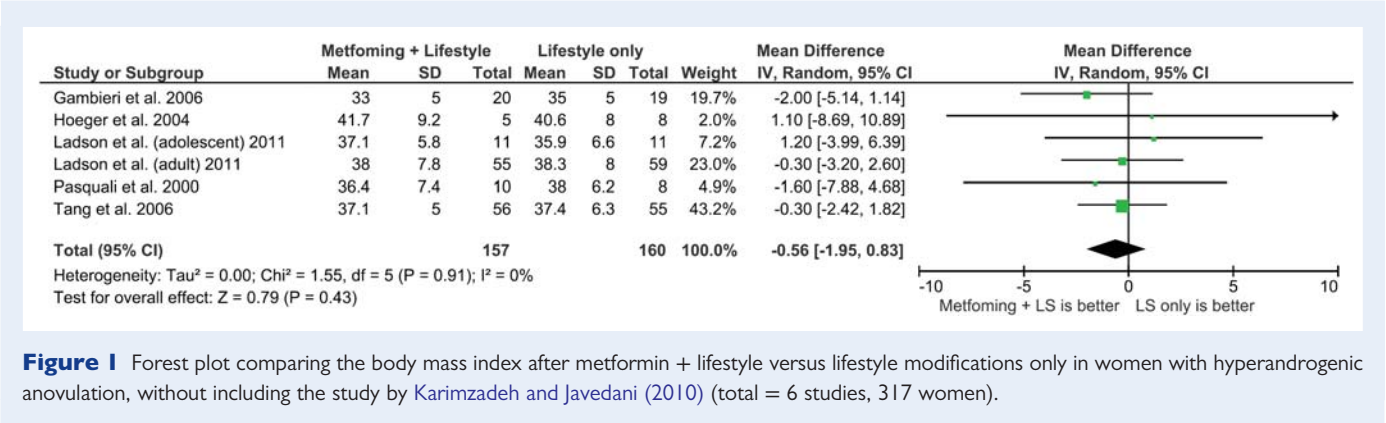 Metfoming + Lifestyle Lifestyle only Mean Difference Mean Difference
Study or Subgroup Mean SD Total Mean SD Total Weight IV, Random, 95% CI IV, Random, 95% CI
Gambieri et al. 2006 33 5 20 35 5 19 19.7% -2.00 [-5.14, 1.14]
Hoeger et al. 2004 41.7 9.2 5 40.6 8 8 2.0% 1.10 [-8.69, 10.89]
Ladson et al. (adolescent) 2011 37.1 5.8 11 35.9 6.6 11 7.2% 1.20 [-3.99, 6.39]
Ladson et al. (adult) 2011 38 7.8 55 38.3 8 59 23.0% -0.30 [-3.20, 2.60]
Pasquali et al. 2000 36.4 7.4 10 38 6.2 8 4.9% -1.60 [-7.88, 4.68]
Tang et al. 2006 37.1 5 56 37.4 6.3 55 43.2% -0.30 [-2.42, 1.82]
Total (95% CI) 157 160 100.0% -0.56 [-1.95, 0.83]
Heterogeneity: Tau² = 0.00; Chi² = 1.55, df = 5 (P = 0.91); I² = 0%
Test for overall effect: Z = 0.79 (P = 0.43)
-10 -5 0 5 10
Metfoming + LS is better LS only is better
Figure 1 Forest plot comparing the body mass index after metformin + lifestyle versus lifestyle modifications only in women with hyperandrogenic
anovulation, without including the study by Karimzadeh and Javedani (2010) (total = 6 studies, 317 women).